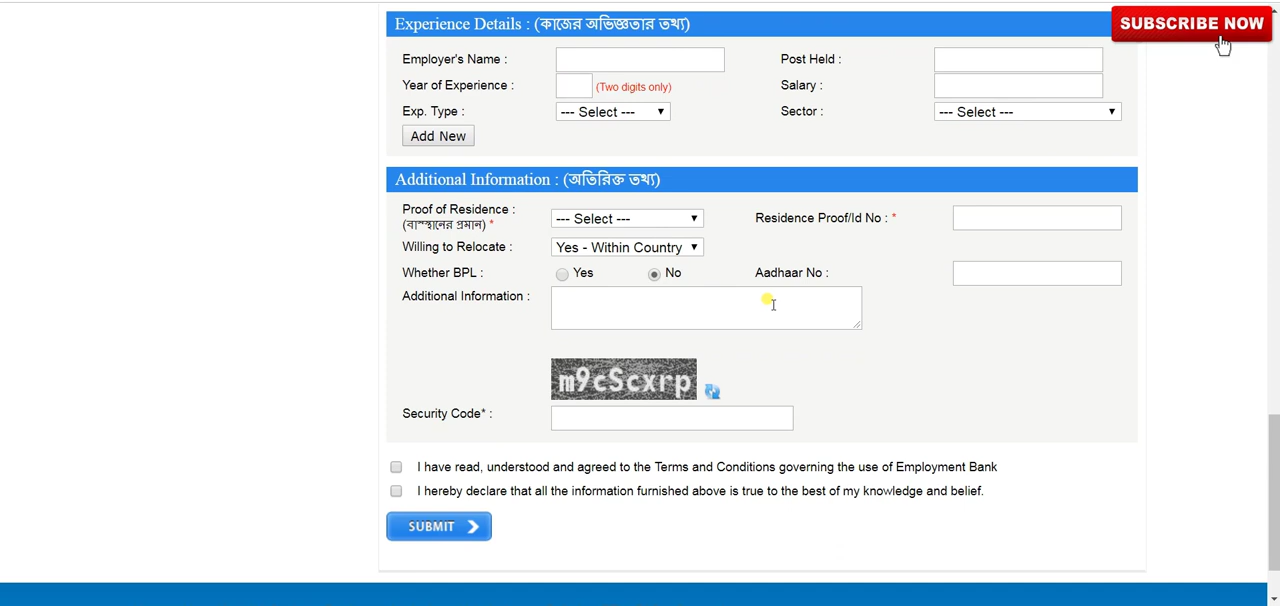 Experience Details : (কাজের অভিজ্ঞতার তথ্য)
SUBSCRIBE NOW
Employer's Name :
Post Held :
Year of Experience :
(Two digits only)
Salary :
Exp. Type :
--- Select ---
Sector :
--- Select ---
Add New
Additional Information : (অতিরিক্ত তথ্য)
Proof of Residence :
(বাসস্থানের প্রমান) *
--- Select ---
Residence Proof/Id No : *
Willing to Relocate :
Yes - Within Country
Whether BPL :
Yes
No
Aadhaar No :
Additional Information :
m9cScxrp
Security Code* :
I have read, understood and agreed to the Terms and Conditions governing the use of Employment Bank
I hereby declare that all the information furnished above is true to the best of my knowledge and belief.
SUBMIT